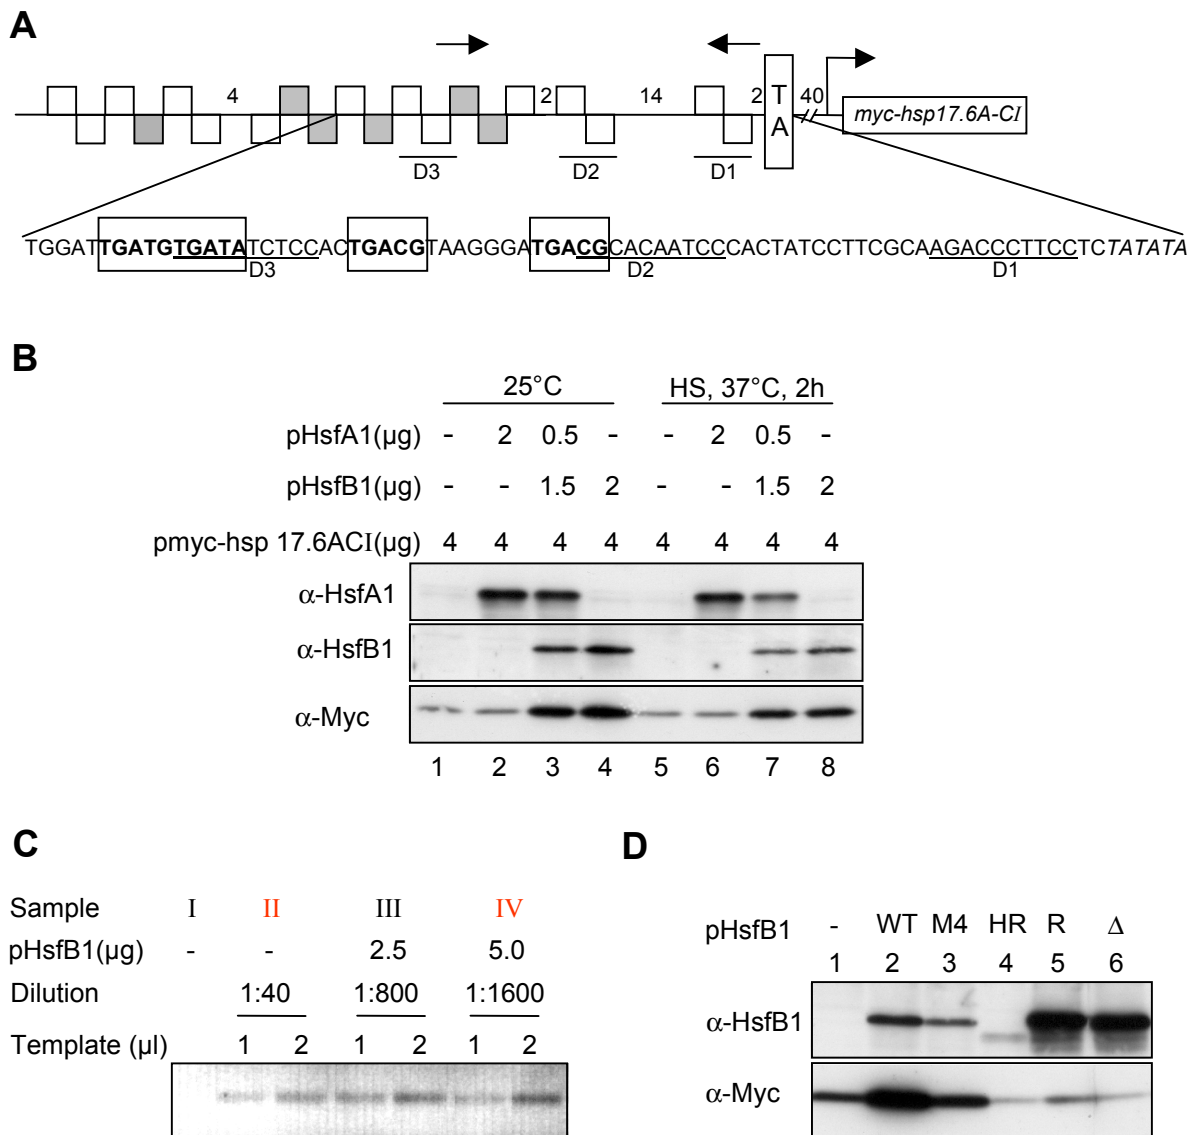 A
4 2 14 2 T A 40 myc-hsp17.6A-CI
D3 D2 D1
TGGATTGATGTGATATCTCCACTGACGTAAGGGATGACGCACAATCCCACTATCCTTCGCAAGACCCTTCCTCTATATA
D3 D2 D1
B
25°C HS, 37°C, 2h
pHsfA1(µg) - 2 0.5 - - 2 0.5 -
pHsfB1(µg) - - 1.5 2 - - 1.5 2
pmyc-hsp 17.6ACI(µg) 4 4 4 4 4 4 4 4
α-HsfA1
α-HsfB1
α-Myc
1 2 3 4 5 6 7 8
C
Sample I II III IV
pHsfB1(µg) - - 2.5 5.0
Dilution 1:40 1:800 1:1600
Template (µl) 1 2 1 2 1 2
D
pHsfB1 - WT M4 HR R Δ
1 2 3 4 5 6
α-HsfB1
α-Myc